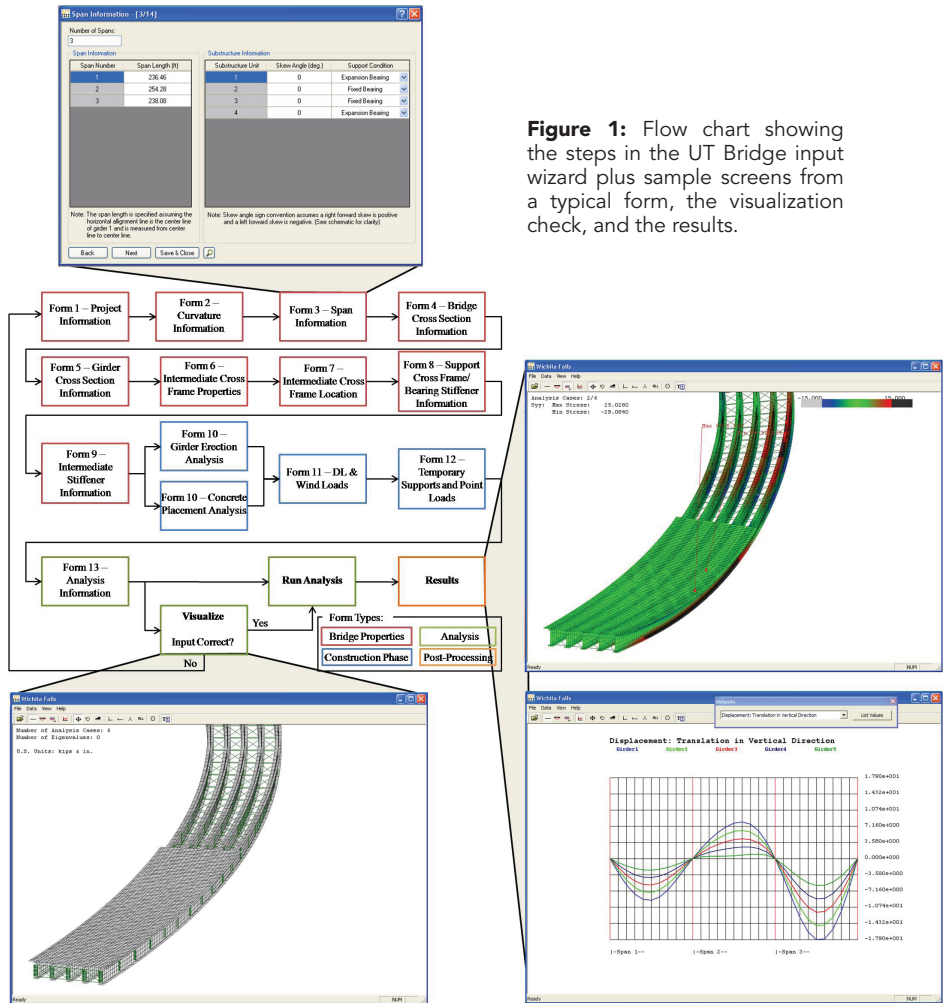 Span Information - [3/14]
Number of Spans:
3
Span Information
Span Number Span Length (ft)
1 236.46
2 254.28
3 238.08
Substructure Information
Substructure Unit Skew Angle (deg.) Support Condition
1 0 Expansion Bearing
2 0 Fixed Bearing
3 0 Fixed Bearing
4 0 Expansion Bearing
Note: The span length is specified assuming the
horizontal allignment line is the center line
of girder 1 and is measured from center
line to center line.
Note: Skew angle sign convention assumes a right forward skew is positive
and a left forward skew is negative. (See schematic for clarity)
Back Next Save & Close
Figure 1: Flow chart showing
the steps in the UT Bridge input
wizard plus sample screens from
a typical form, the visualization
check, and the results.
Form 1 – Project
Information
Form 2 –
Curvature
Information
Form 3 – Span
Information
Form 4 – Bridge
Cross Section
Information
Form 5 – Girder
Cross Section
Information
Form 6 –
Intermediate Cross
Frame Properties
Form 7 –
Intermediate Cross
Frame Location
Form 8 – Support
Cross Frame/
Bearing Stiffener
Information
Form 9 –
Intermediate
Stiffener
Information
Form 10 –
Girder Erection
Analysis
Form 10 – Concrete
Placement Analysis
Form 11 – DL &
Wind Loads
Form 12 –
Temporary
Supports and Point
Loads
Form 13 –
Analysis
Information
Run Analysis
Results
Visualize
Input Correct?
Yes
No
Form Types:
Bridge Properties
Analysis
Construction Phase
Post-Processing
Wichita Falls
File Data View Help
Analysis Cases: 2/6
Syy: Max Stress: 25.0280
Min Stress: -29.0840
-15.000 15.000
Max
Ready NUM
Wichita Falls
File Data View Help
Number of Analysis Cases: 6
Number of Eigenvalues: 0
U.S. Units: kips & in.
Ready NUM
Wichita Falls
File Data View Help
Outputs
Displacement: Translation in Vertical Direction List Values
Displacement: Translation in Vertical Direction
Girder1 Girder2 Girder3 Girder4 Girder5
1.790e+001
1.432e+001
1.074e+001
7.160e+000
3.580e+000
0.000e+000
-3.580e+000
-7.160e+000
-1.074e+001
-1.432e+001
-1.790e+001
|-Span 1-- |-Span 2-- |-Span 3--
Ready NUM